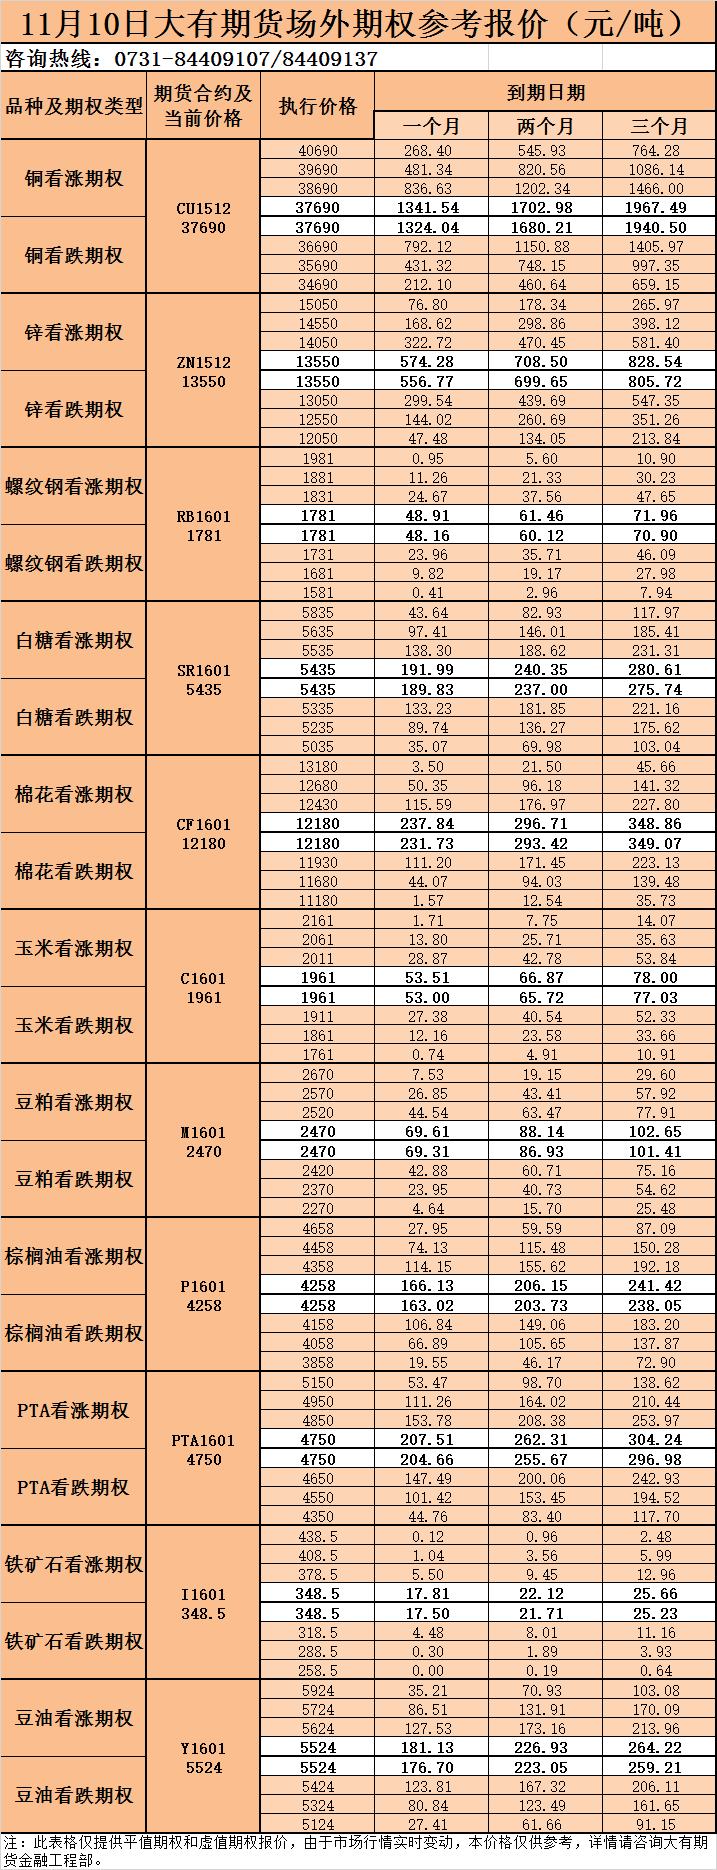 11月10日大有期货场外期权参考报价（元/吨）
咨询热线：0731-84409107/84409137
品种及期权类型 期货合约及当前价格 执行价格 到期日期
一个月 两个月 三个月
铜看涨期权 CU1512 37690
40690 268.40 545.93 764.28
39690 481.34 820.56 1086.14
38690 836.63 1202.34 1466.00
37690 1341.54 1702.98 1967.49
铜看跌期权
37690 1324.04 1680.21 1940.50
36690 792.12 1150.88 1405.97
35690 431.32 748.15 997.35
34690 212.10 460.64 659.15
锌看涨期权 ZN1512 13550
15050 76.80 178.34 265.97
14550 168.62 298.86 398.12
14050 322.72 470.45 581.40
13550 574.28 708.50 828.54
锌看跌期权
13550 556.77 699.65 805.72
13050 299.54 439.69 547.35
12550 144.02 260.69 351.26
12050 47.48 134.05 213.84
螺纹钢看涨期权 RB1601 1781
1981 0.95 5.60 10.90
1881 11.26 21.33 30.23
1831 24.67 37.56 47.65
1781 48.91 61.46 71.96
螺纹钢看跌期权
1781 48.16 60.12 70.90
1731 23.96 35.71 46.09
1681 9.82 19.17 27.98
1581 0.41 2.96 7.94
白糖看涨期权 SR1601 5435
5835 43.64 82.93 117.97
5635 97.41 146.01 185.41
5535 138.30 188.62 231.31
5435 191.99 240.35 280.61
白糖看跌期权
5435 189.83 237.00 275.74
5335 133.23 181.85 221.16
5235 89.74 136.27 175.62
5035 35.07 69.98 103.04
棉花看涨期权 CF1601 12180
13180 3.50 21.50 45.66
12680 50.35 96.18 141.32
12430 115.59 176.97 227.80
12180 237.84 296.71 348.86
棉花看跌期权
12180 231.73 293.42 349.07
11930 111.20 171.45 223.13
11680 44.07 94.03 139.48
11180 1.57 12.54 35.73
玉米看涨期权 C1601 1961
2161 1.71 7.75 14.07
2061 13.80 25.71 35.63
2011 28.87 42.78 53.84
1961 53.51 66.87 78.00
玉米看跌期权
1961 53.00 65.72 77.03
1911 27.38 40.54 52.33
1861 12.16 23.58 33.66
1761 0.74 4.91 10.91
豆粕看涨期权 M1601 2470
2670 7.53 19.15 29.60
2570 26.85 43.41 57.92
2520 44.54 63.47 77.91
2470 69.61 88.14 102.65
豆粕看跌期权
2470 69.31 86.93 101.41
2420 42.88 60.71 75.16
2370 23.95 40.73 54.62
2270 4.64 15.70 25.48
棕榈油看涨期权 P1601 4258
4658 27.95 59.59 87.09
4458 74.13 115.48 150.28
4358 114.15 155.62 192.18
4258 166.13 206.15 241.42
棕榈油看跌期权
4258 163.02 203.73 238.05
4158 106.84 149.06 183.20
4058 66.89 105.65 137.87
3858 19.55 46.17 72.90
PTA看涨期权 PTA1601 4750
5150 53.47 98.70 138.62
4950 111.26 164.02 210.44
4850 153.78 208.38 253.97
4750 207.51 262.31 304.24
PTA看跌期权
4750 204.66 255.67 296.98
4650 147.49 200.06 242.93
4550 101.42 153.45 194.52
4350 44.76 83.40 117.70
铁矿石看涨期权 I1601 348.5
438.5 0.12 0.96 2.48
408.5 1.04 3.56 5.99
378.5 5.50 9.45 12.96
348.5 17.81 22.12 25.66
铁矿石看跌期权
348.5 17.50 21.71 25.23
318.5 4.48 8.01 11.16
288.5 0.30 1.89 3.93
258.5 0.00 0.19 0.64
豆油看涨期权 Y1601 5524
5924 35.21 70.93 103.08
5724 86.51 131.91 170.09
5624 127.53 173.16 213.96
5524 181.13 226.93 264.22
豆油看跌期权
5524 176.70 223.05 259.21
5424 123.81 167.32 206.11
5324 80.84 123.49 161.65
5124 27.41 61.66 91.15
注：此表格仅提供平值期权和虚值期权报价，由于市场行情实时变动，本价格仅供参考，详情请咨询大有期
货金融工程部。